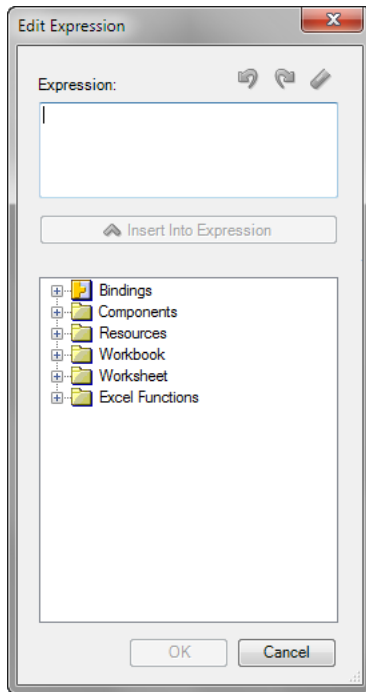 Edit Expression
Expression:
Insert Into Expression
Bindings
Components
Resources
Workbook
Worksheet
Excel Functions
OK Cancel